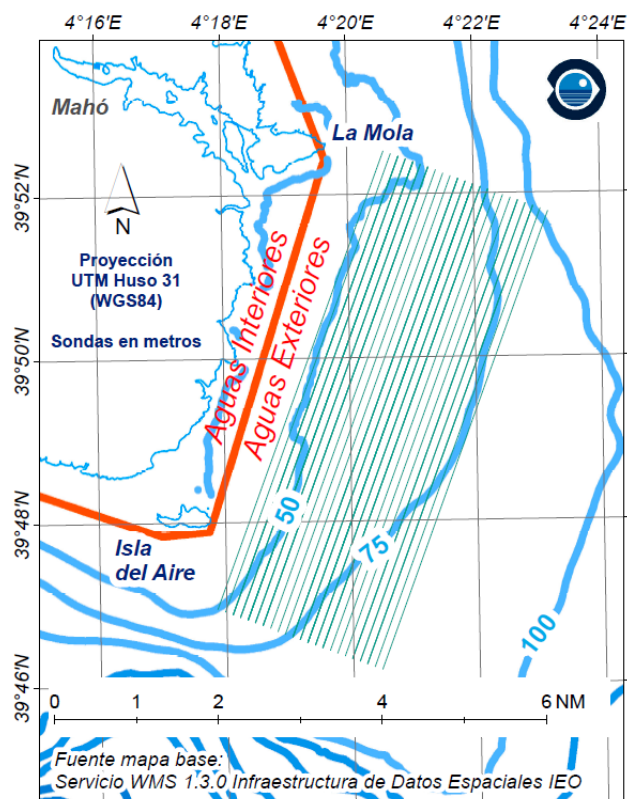 4°16'E 4°18'E 4°20'E 4°22'E 4°24'E
Mahó
La Mola
39°52'N
N
Proyección
UTM Huso 31
(WGS84)
Sondas en metros
Aguas Interiores
Aguas Exteriores
39°50'N
39°48'N
50
75
100
Isla
del Aire
39°46'N
0 1 2 4 6 NM
Fuente mapa base:
Servicio WMS 1.3.0 Infraestructura de Datos Espaciales IEO